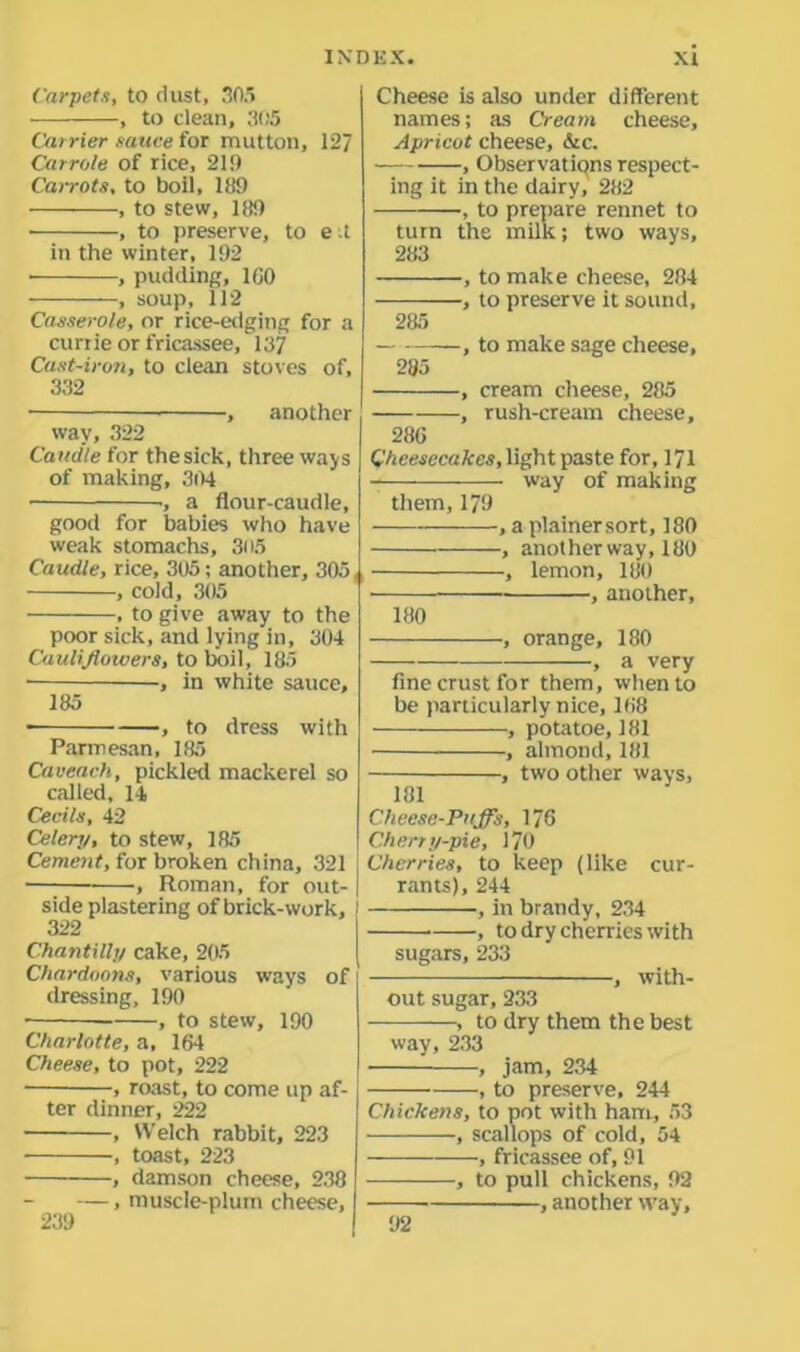 INDEX. xi
Carpets, to dust, 305
———, to clean, 305
Carrier sauce for mutton, 127
Carrole of rice, 219
Carrots, to boil, 189
———, to stew, 189
———, to preserve, to e t
in the winter, 192
———, pudding, 160
———, soup, 112
Casserole, or rice-edging for a
currie or fricassee, 137
Cast-iron, to clean stoves of,
332
———————, another
way, 322
Caudle for the sick, three ways
of making, 304
————, a flour-caudle,
good for babies who have
weak stomachs, 305
Caudle, rice, 305; another, 305
———, cold, 305
———, to give away to the
poor sick, and lying in, 304
Cauliflowers, to boil, 185
————, in white sauce,
185
————, to dress with
Parmesan, 185
Caveach, pickled mackerel so
called, 14
Cecils, 42
Celery, to stew, 185
Cement, for broken china, 321
————, Roman, for out-
side plastering of brick-work,
322
Chantilly cake, 205
Chardoons, various ways of
dressing, 190
————, to stew, 190
Charlotte, a, 164
Cheese, to pot, 222
———, roast, to come up af-
ter dinner, 222
———, Welch rabbit, 223
———, toast, 223
———, damson cheese, 238
- —, muscle-plum cheese,
239
Cheese is also under different
names; as Cream cheese,
Apricot cheese, &c.
———, Observations respect-
ing it in the dairy, 282
———, to prepare rennet to
turn the milk; two ways,
283
———, to make cheese, 284
———, to preserve it sound,
285
———, to make sage cheese,
295
———, cream cheese, 285
———, rush-cream cheese,
286
Cheesecakes, light paste for, 171
———— way of making
them, 179
————, a plainer sort, 180
————, another way, 180
————, lemon, 180
———————, another,
180
————, orange, 180
———————, a very
fine crust for them, when to
be particularly nice, 168
————, potatoe, 181
————, almond, 181
————, two other ways,
181
Cheese-Puffs, 176
Cherry-pie, 170
Cherries, to keep (like cur-
rants), 244
————, in brandy, 234
————, to dry cherries with
sugars, 233
———————, with-
out sugar, 233
———, to dry them the best
way, 233
———, jam, 234
————, to preserve, 244
Chickens, to pot with ham, 53
———, scallops of cold, 54
————, fricassee of, 91
———, to pull chickens, 92
———————, another way,
92